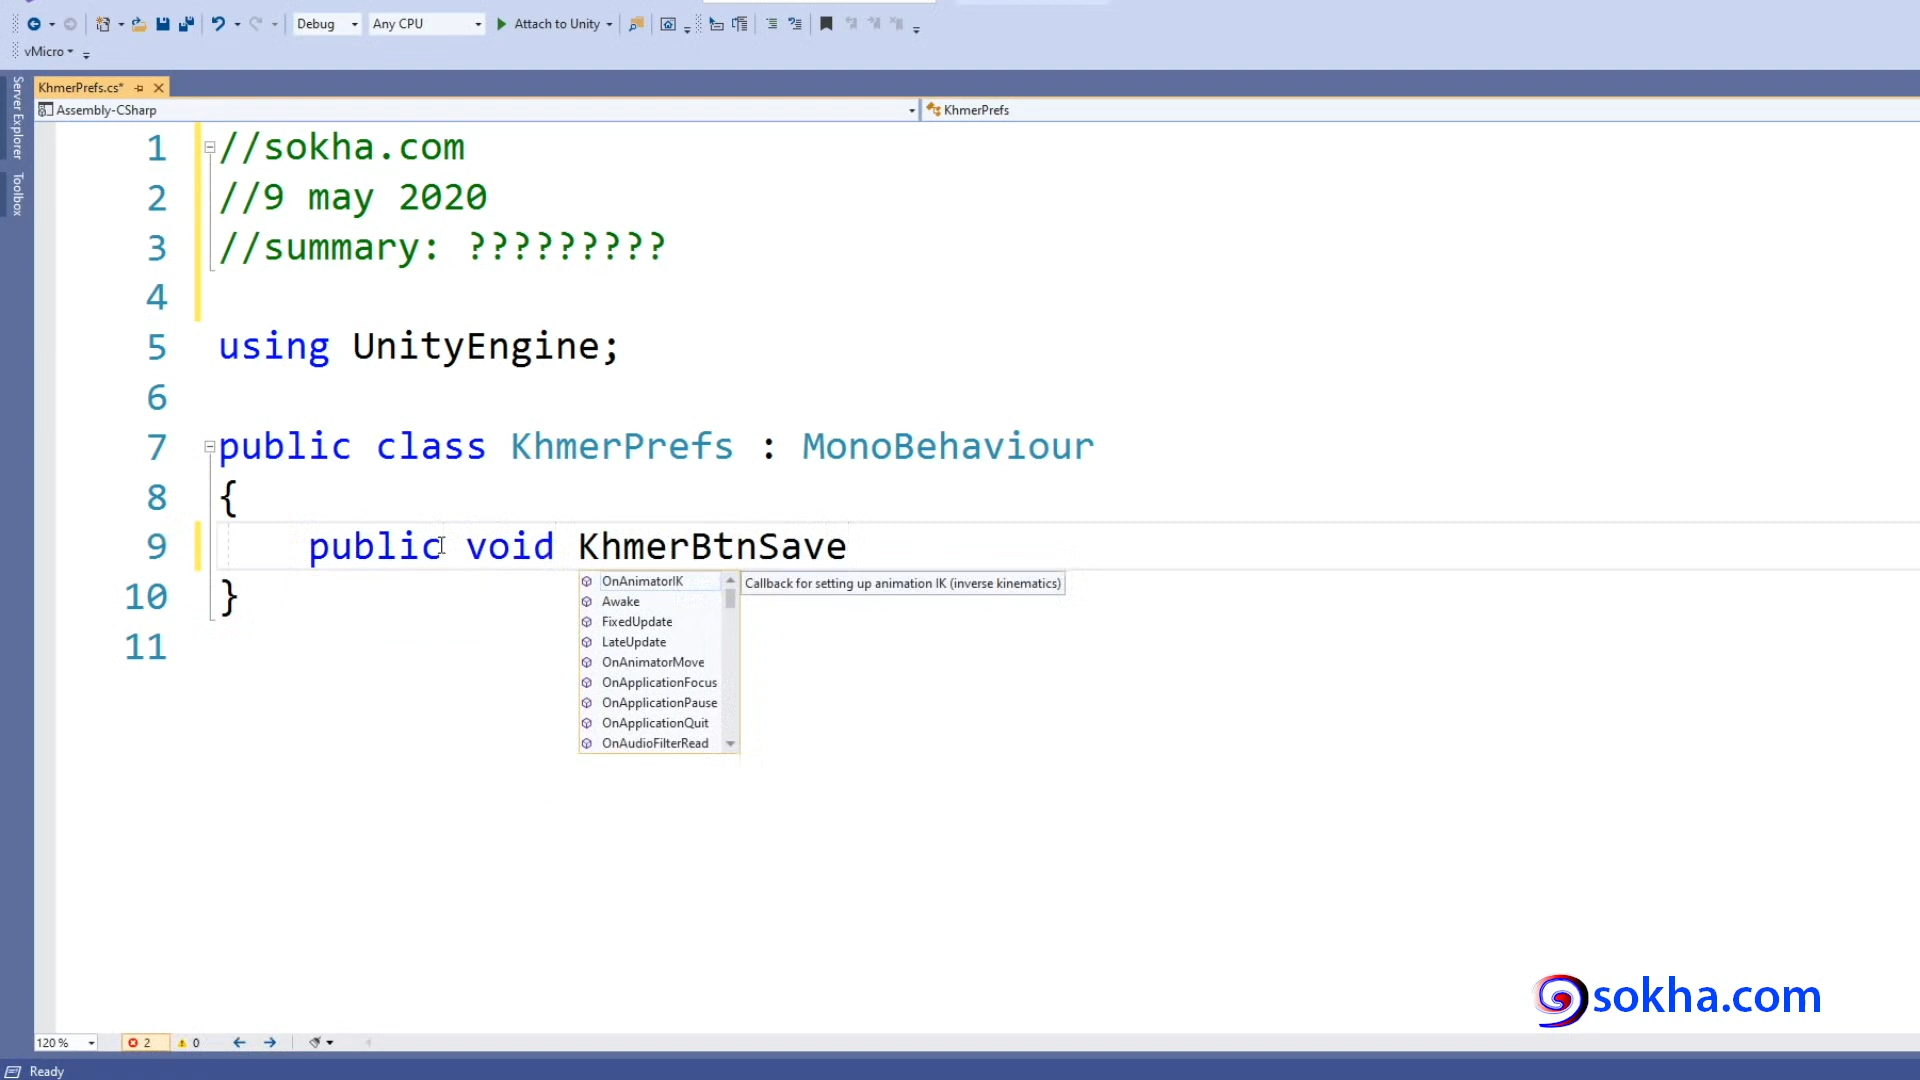 Debug
Any CPU
Attach to Unity
vMicro
Server Explorer
Toolbox
KhmerPrefs.cs*
Assembly-CSharp
KhmerPrefs
1 //sokha.com
2 //9 may 2020
3 //summary: ?????????
4
5 using UnityEngine;
6
7 public class KhmerPrefs : MonoBehaviour
8 {
9 public void KhmerBtnSave
10 }
11
OnAnimatorIK
Callback for setting up animation IK (inverse kinematics)
Awake
FixedUpdate
LateUpdate
OnAnimatorMove
OnApplicationFocus
OnApplicationPause
OnApplicationQuit
OnAudioFilterRead
sokha.com
120 %
2
0
Ready